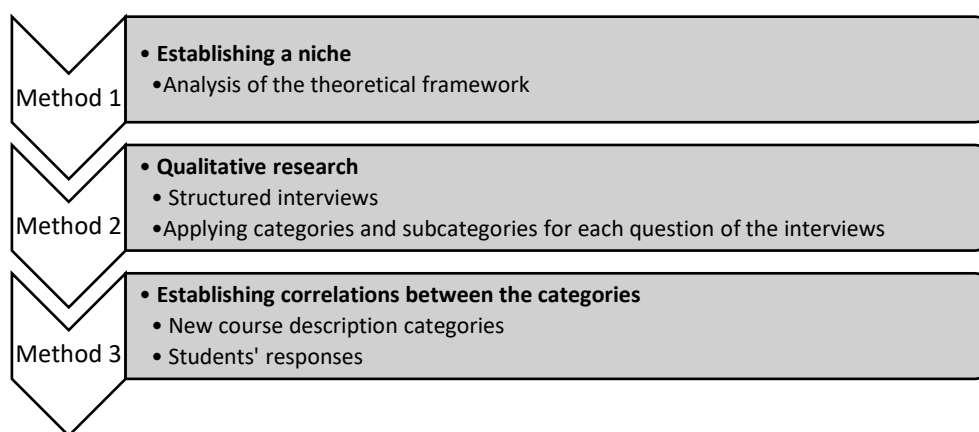 Method 1
• Establishing a niche
•Analysis of the theoretical framework
Method 2
• Qualitative research
• Structured interviews
•Applying categories and subcategories for each question of the interviews
Method 3
• Establishing correlations between the categories
• New course description categories
• Students' responses